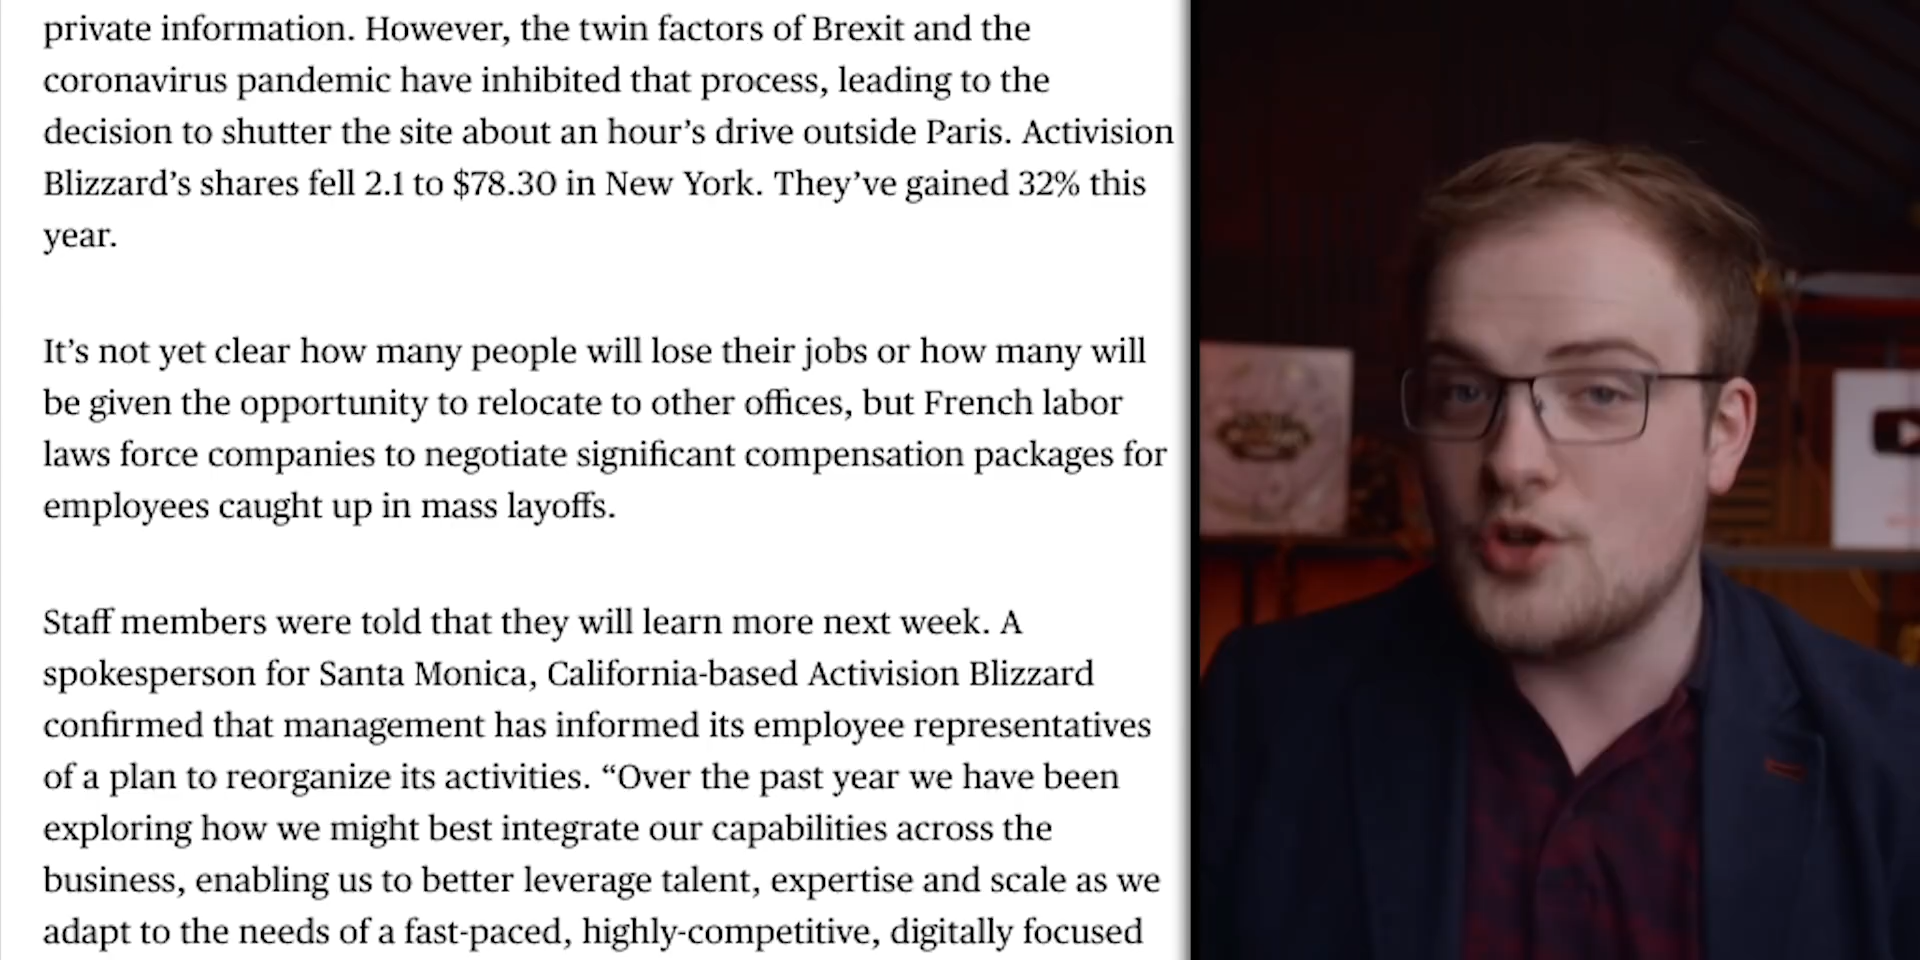 private information. However, the twin factors of Brexit and the
coronavirus pandemic have inhibited that process, leading to the
decision to shutter the site about an hour’s drive outside Paris. Activision
Blizzard’s shares fell 2.1 to $78.30 in New York. They’ve gained 32% this
year.
It’s not yet clear how many people will lose their jobs or how many will
be given the opportunity to relocate to other offices, but French labor
laws force companies to negotiate significant compensation packages for
employees caught up in mass layoffs.
Staff members were told that they will learn more next week. A
spokesperson for Santa Monica, California-based Activision Blizzard
confirmed that management has informed its employee representatives
of a plan to reorganize its activities. “Over the past year we have been
exploring how we might best integrate our capabilities across the
business, enabling us to better leverage talent, expertise and scale as we
adapt to the needs of a fast-paced, highly-competitive, digitally focused